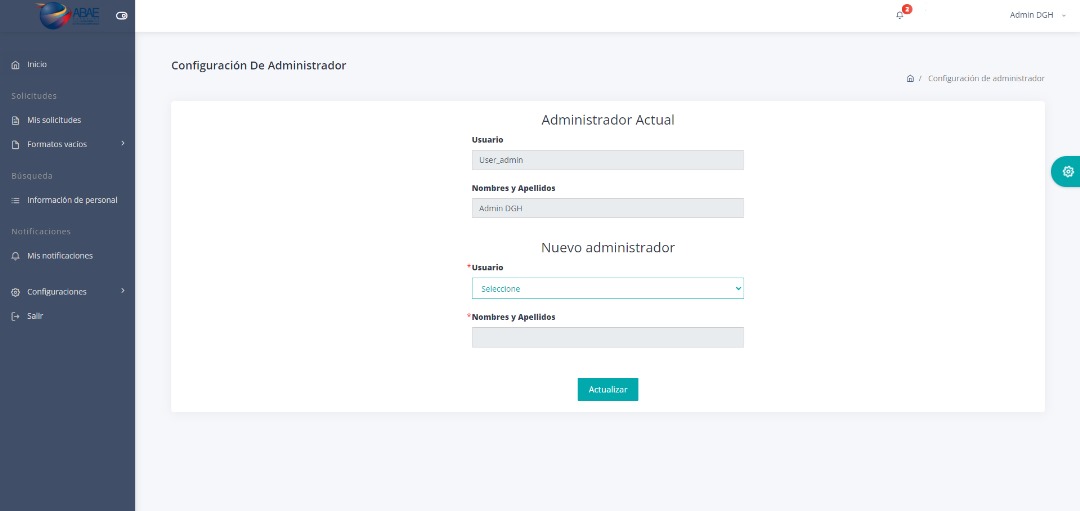 ABAE
3
Admin DGH
Inicio
Configuración De Administrador
/ Configuración de administrador
Solicitudes
Mis solicitudes
Formatos vacios
Búsqueda
Información de personal
Notificaciones
Mis notificaciones
Configuraciones
Salir
Administrador Actual
Usuario
User_admin
Nombres y Apellidos
Admin DGH
Nuevo administrador
*Usuario
Seleccione
*Nombres y Apellidos
Actualizar